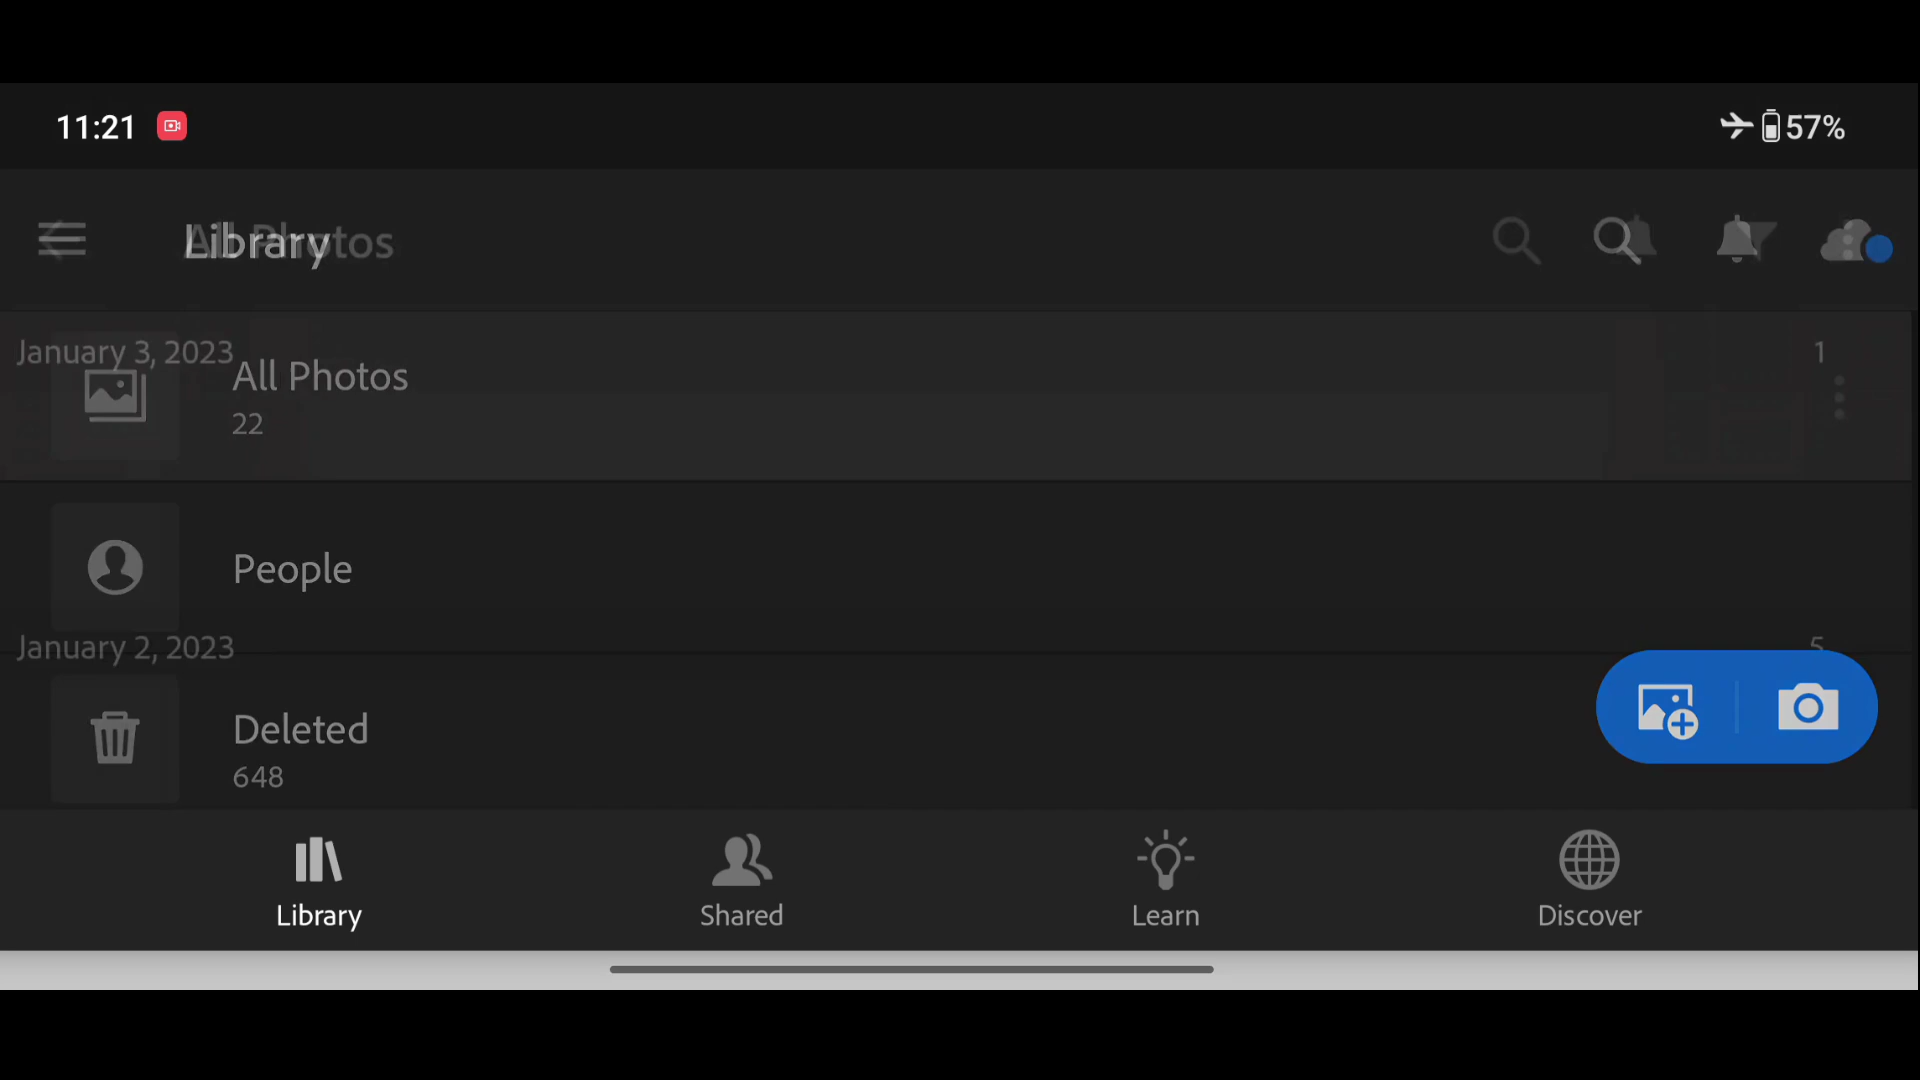 11:21
57%
Library
All Photos
January 3, 2023
1
All Photos
22
People
January 2, 2023
5
Deleted
648
Library
Shared
Learn
Discover